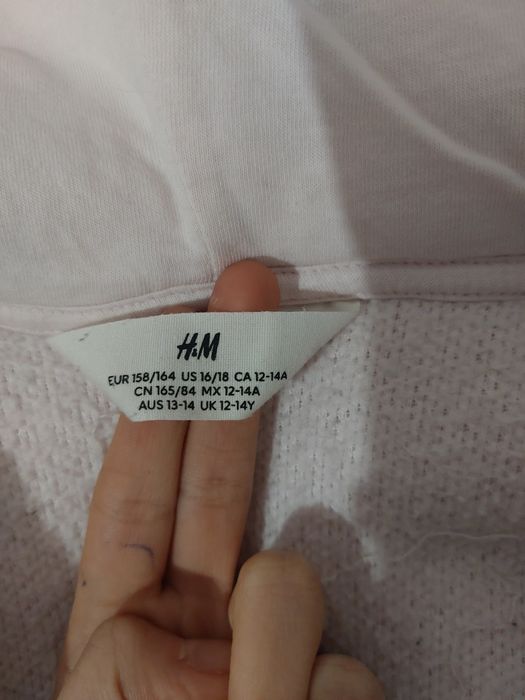 H&M
EUR 158/164 US 16/18 CA 12-14A
CN 165/84 MX 12-14A
AUS 13-14 UK 12-14Y